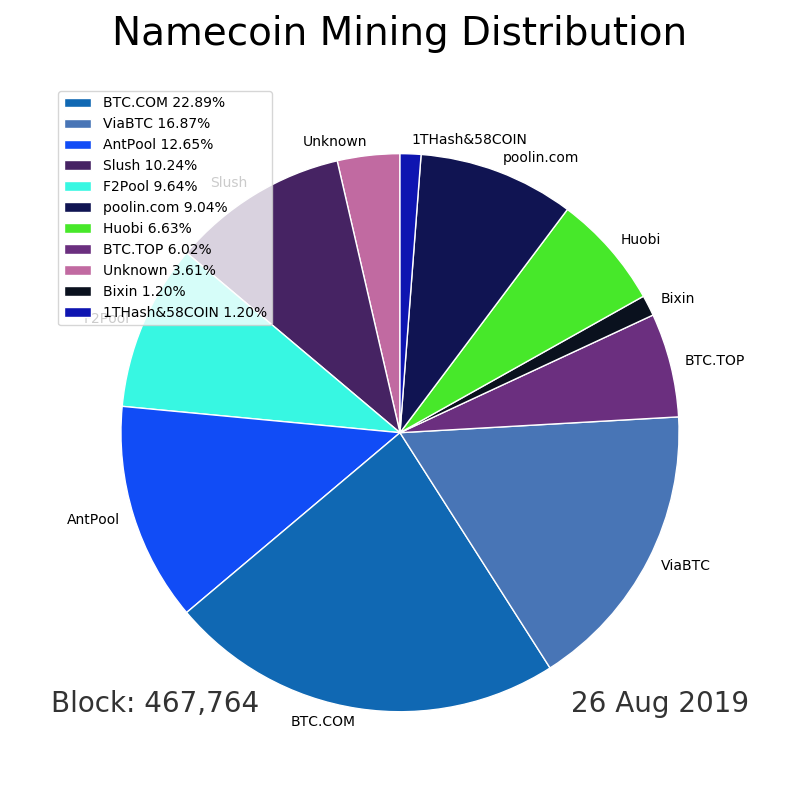 Namecoin Mining Distribution
BTC.COM 22.89%
ViaBTC 16.87%
AntPool 12.65%
Slush 10.24%
F2Pool 9.64%
poolin.com 9.04%
Huobi 6.63%
BTC.TOP 6.02%
Unknown 3.61%
Bixin 1.20%
1THash&58COIN 1.20%
Unknown
1THash&58COIN
poolin.com
Slush
Huobi
Bixin
F2Pool
BTC.TOP
AntPool
ViaBTC
BTC.COM
Block: 467,764
26 Aug 2019